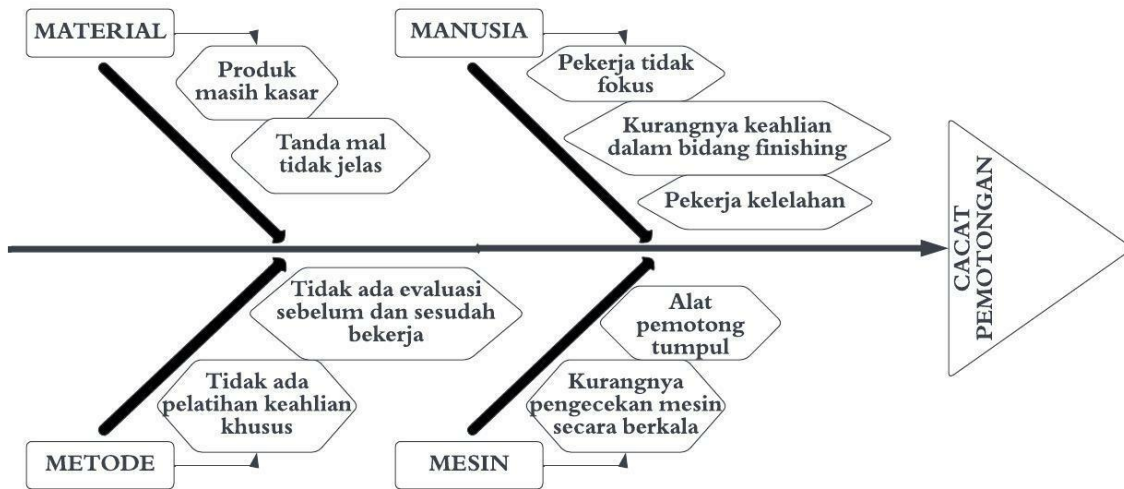 MATERIAL
Produk
masih kasar
Tanda mal
tidak jelas
MANUSIA
Pekerja tidak
fokus
Kurangnya keahlian
dalam bidang finishing
Pekerja kelelahan
CACAT
PEMOTONGAN
Tidak ada evaluasi
sebelum dan sesudah
bekerja
Tidak ada
pelatihan keahlian
khusus
METODE
Alat
pemotong
tumpul
Kurangnya
pengecekan mesin
secara berkala
MESIN